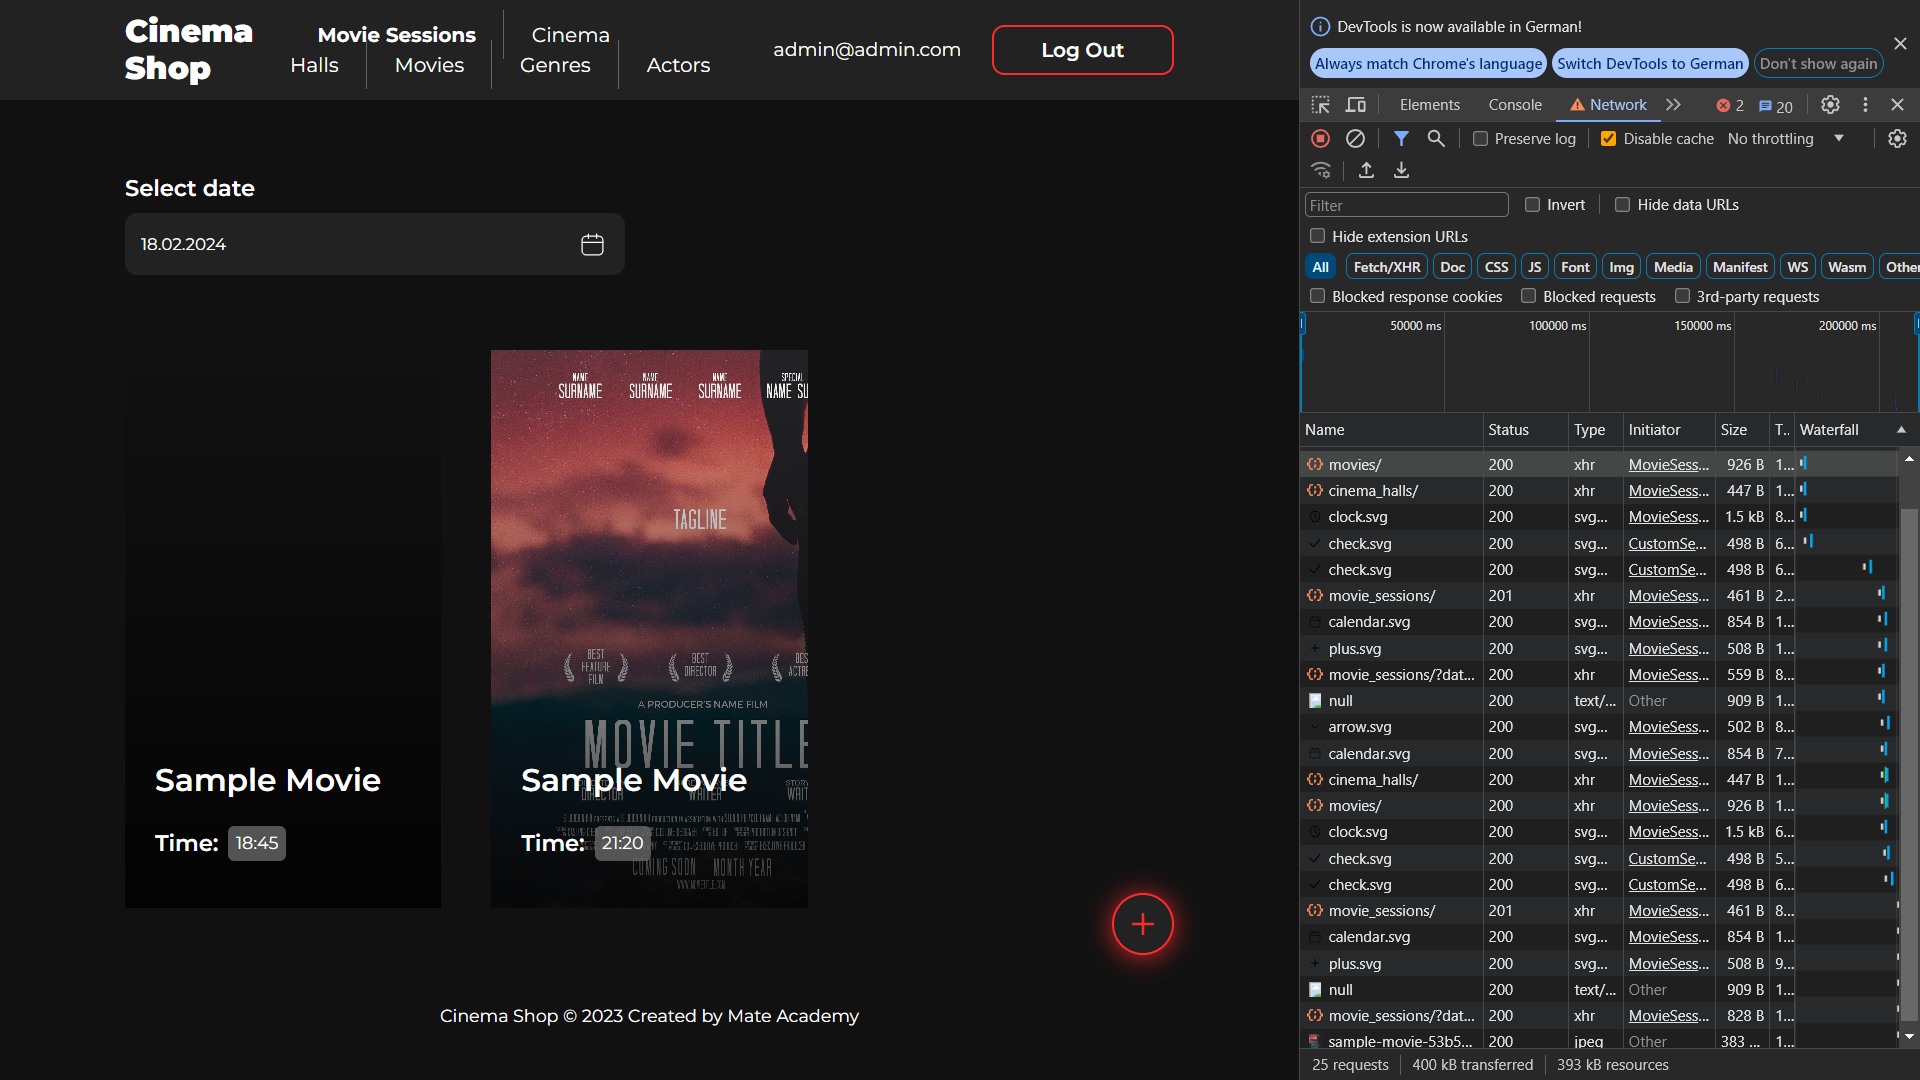 Cinema
Shop
Movie Sessions
Cinema
Halls
Movies
Genres
Actors
admin@admin.com
Log Out
Select date
18.02.2024
Sample Movie
Time: 18:45
NAME
SURNAME
NAME
SURNAME
NAME
SURNAME
SPECIAL
NAME SU
TAGLINE
BEST
FEATURE
FILM
BEST
DIRECTOR
BES
ACTRE
A PRODUCER'S NAME FILM
MOVIE TITLE
Sample Movie
DIRECTOR
WRITER
STORY
WRIT
Time: 21:20
COMING SOON MONTH YEAR
WWW.MOVIETITLE.COM
Cinema Shop © 2023 Created by Mate Academy
DevTools is now available in German!
Always match Chrome's language
Switch DevTools to German
Don't show again
Elements
Console
Network
2
20
Preserve log
Disable cache
No throttling
Filter
Invert
Hide data URLs
Hide extension URLs
All
Fetch/XHR
Doc
CSS
JS
Font
Img
Media
Manifest
WS
Wasm
Other
Blocked response cookies
Blocked requests
3rd-party requests
50000 ms
100000 ms
150000 ms
200000 ms
Name Status Type Initiator Size T.. Waterfall
movies/ 200 xhr MovieSess... 926 B 1...
cinema_halls/ 200 xhr MovieSess... 447 B 1...
clock.svg 200 svg... MovieSess... 1.5 kB 8...
check.svg 200 svg... CustomSe... 498 B 6...
check.svg 200 svg... CustomSe... 498 B 6...
movie_sessions/ 201 xhr MovieSess... 461 B 2...
calendar.svg 200 svg... MovieSess... 854 B 1...
plus.svg 200 svg... MovieSess... 508 B 1...
movie_sessions/?dat... 200 xhr MovieSess... 559 B 8...
null 200 text/... Other 909 B 1...
arrow.svg 200 svg... MovieSess... 502 B 8...
calendar.svg 200 svg... MovieSess... 854 B 7...
cinema_halls/ 200 xhr MovieSess... 447 B 1...
movies/ 200 xhr MovieSess... 926 B 1...
clock.svg 200 svg... MovieSess... 1.5 kB 6...
check.svg 200 svg... CustomSe... 498 B 5...
check.svg 200 svg... CustomSe... 498 B 6...
movie_sessions/ 201 xhr MovieSess... 461 B 8...
calendar.svg 200 svg... MovieSess... 854 B 1...
plus.svg 200 svg... MovieSess... 508 B 9...
null 200 text/... Other 909 B 1...
movie_sessions/?dat... 200 xhr MovieSess... 828 B 1...
sample-movie-53b5... 200 jpeg Other 383 ... 1...
25 requests
400 kB transferred
393 kB resources